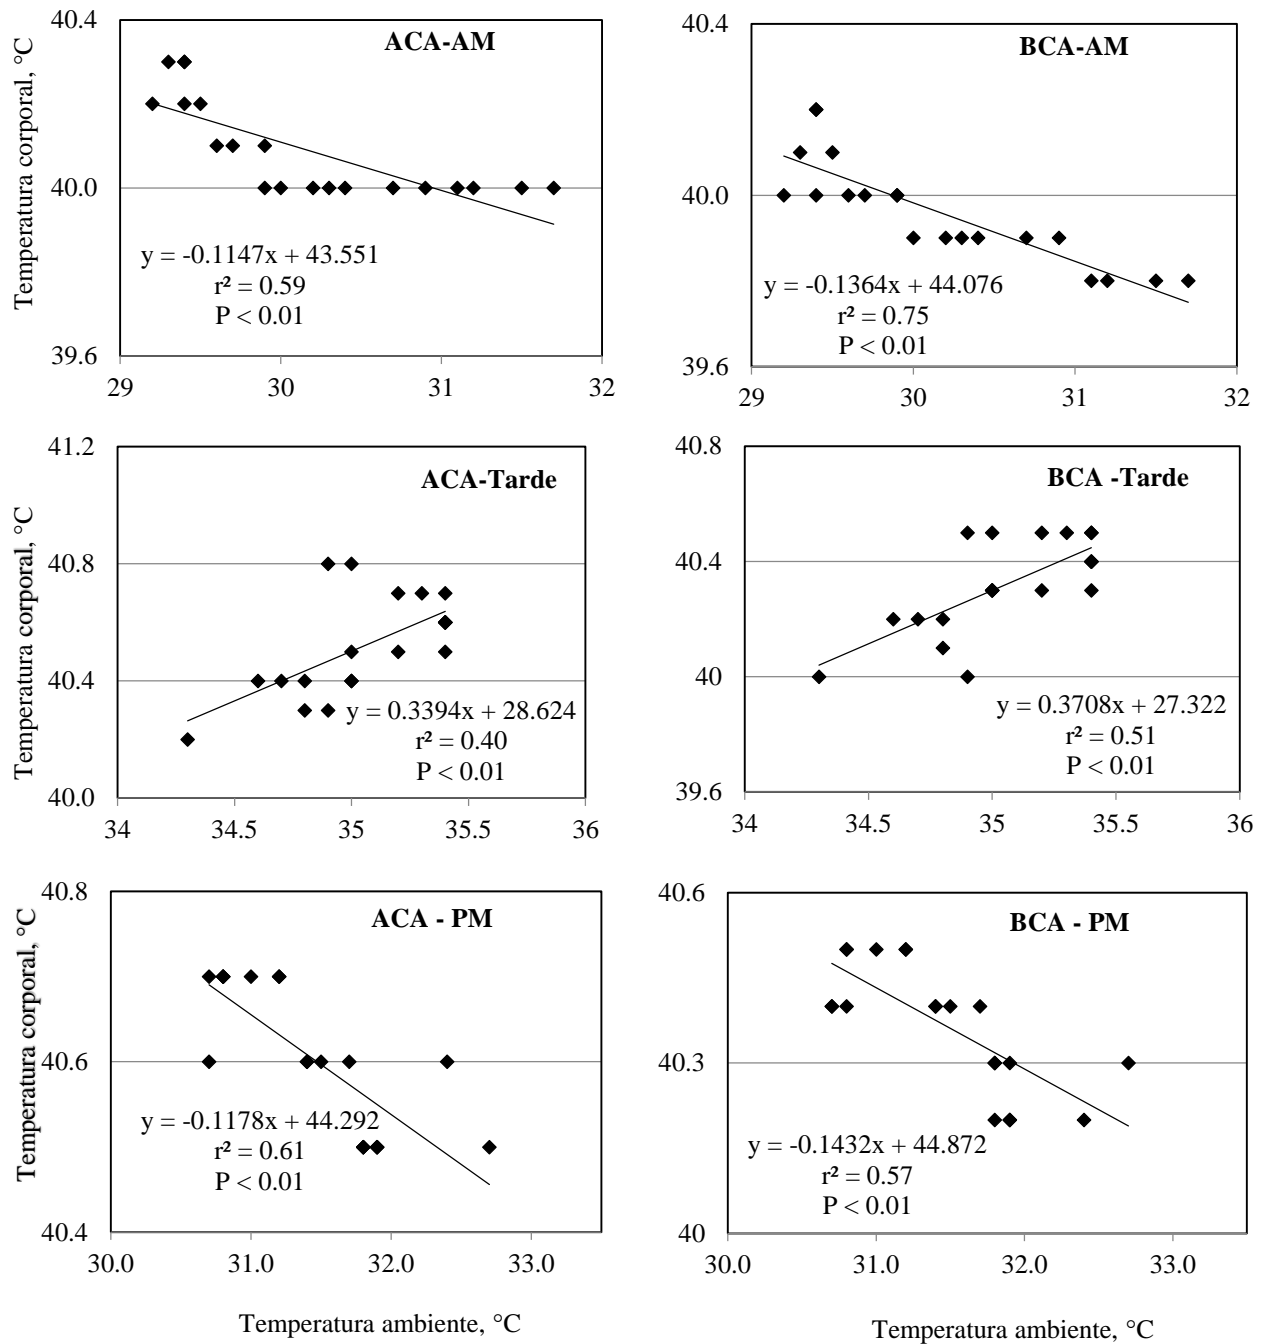 Temperatura corporal, °C
40.4
40.0
39.6
ACA-AM
y = -0.1147x + 43.551
r² = 0.59
P < 0.01
29
30
31
32
40.4
40.0
39.6
BCA-AM
y = -0.1364x + 44.076
r² = 0.75
P < 0.01
29
30
31
32
Temperatura corporal, °C
41.2
40.8
40.4
40.0
ACA-Tarde
y = 0.3394x + 28.624
r² = 0.40
P < 0.01
34
34.5
35
35.5
36
40.8
40.4
40
39.6
BCA -Tarde
y = 0.3708x + 27.322
r² = 0.51
P < 0.01
34
34.5
35
35.5
36
Temperatura corporal, °C
40.8
40.6
40.4
ACA - PM
y = -0.1178x + 44.292
r² = 0.61
P < 0.01
30.0
31.0
32.0
33.0
Temperatura ambiente, °C
40.6
40.3
40
BCA - PM
y = -0.1432x + 44.872
r² = 0.57
P < 0.01
30.0
31.0
32.0
33.0
Temperatura ambiente, °C